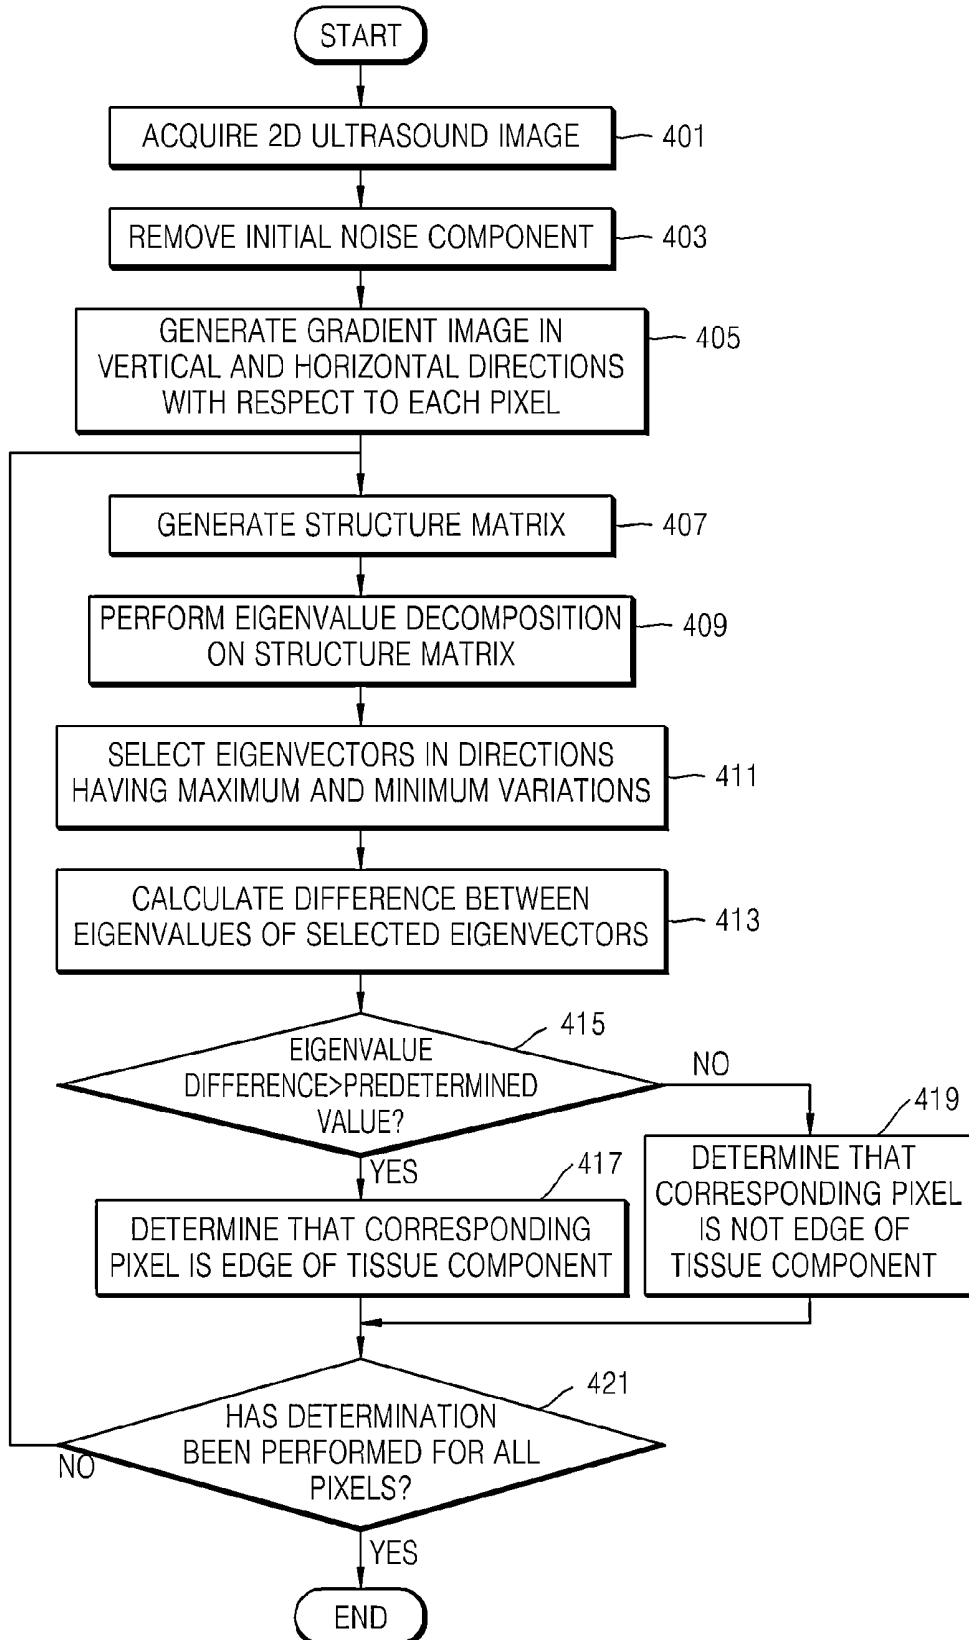 START
ACQUIRE 2D ULTRASOUND IMAGE
401
REMOVE INITIAL NOISE COMPONENT
403
GENERATE GRADIENT IMAGE IN
VERTICAL AND HORIZONTAL DIRECTIONS
WITH RESPECT TO EACH PIXEL
405
GENERATE STRUCTURE MATRIX
407
PERFORM EIGENVALUE DECOMPOSITION
ON STRUCTURE MATRIX
409
SELECT EIGENVECTORS IN DIRECTIONS
HAVING MAXIMUM AND MINIMUM VARIATIONS
411
CALCULATE DIFFERENCE BETWEEN
EIGENVALUES OF SELECTED EIGENVECTORS
413
415
EIGENVALUE
DIFFERENCE>PREDETERMINED
VALUE?
NO
YES
417
DETERMINE THAT CORRESPONDING
PIXEL IS EDGE OF TISSUE COMPONENT
419
DETERMINE THAT
CORRESPONDING PIXEL
IS NOT EDGE OF
TISSUE COMPONENT
421
HAS DETERMINATION
BEEN PERFORMED FOR ALL
PIXELS?
NO
YES
END